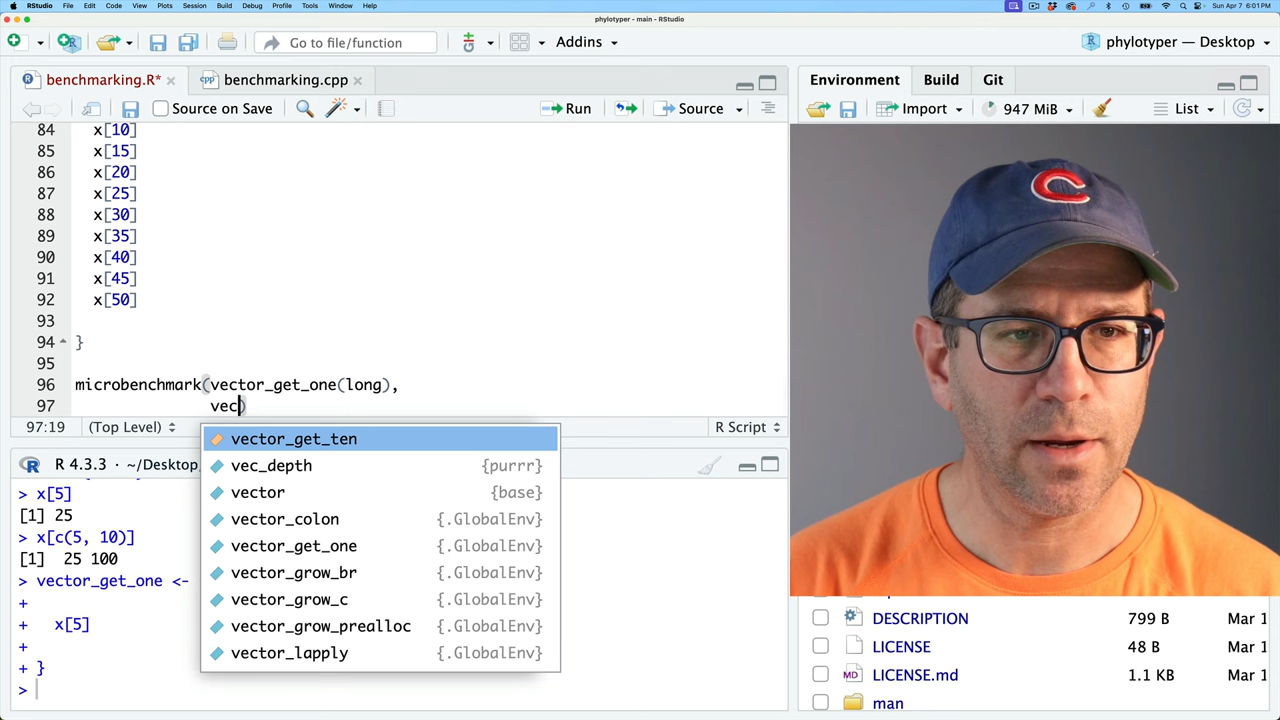 RStudio File Edit Code View Plots Session Build Debug Profile Tools Window Help Sun Apr 7 6:01 PM
phylotyper - main - RStudio
Go to file/function Addins phylotyper — Desktop
benchmarking.R* benchmarking.cpp
Source on Save Run Source
84 x[10]
85 x[15]
86 x[20]
87 x[25]
88 x[30]
89 x[35]
90 x[40]
91 x[45]
92 x[50]
93
94 }
95
96 microbenchmark(vector_get_one(long),
97 vec)
97:19 (Top Level) R Script
vector_get_ten
vec_depth {purrr}
vector {base}
vector_colon {.GlobalEnv}
vector_get_one {.GlobalEnv}
vector_grow_br {.GlobalEnv}
vector_grow_c {.GlobalEnv}
vector_grow_prealloc {.GlobalEnv}
vector_lapply {.GlobalEnv}
R 4.3.3 · ~/Desktop
> x[5]
[1] 25
> x[c(5, 10)]
[1] 25 100
> vector_get_one <-
+
+ x[5]
+
+ }
>
Environment Build Git
Import 947 MiB List
DESCRIPTION 799 B Mar 1
LICENSE 48 B Mar 1
LICENSE.md 1.1 KB Mar 1
man